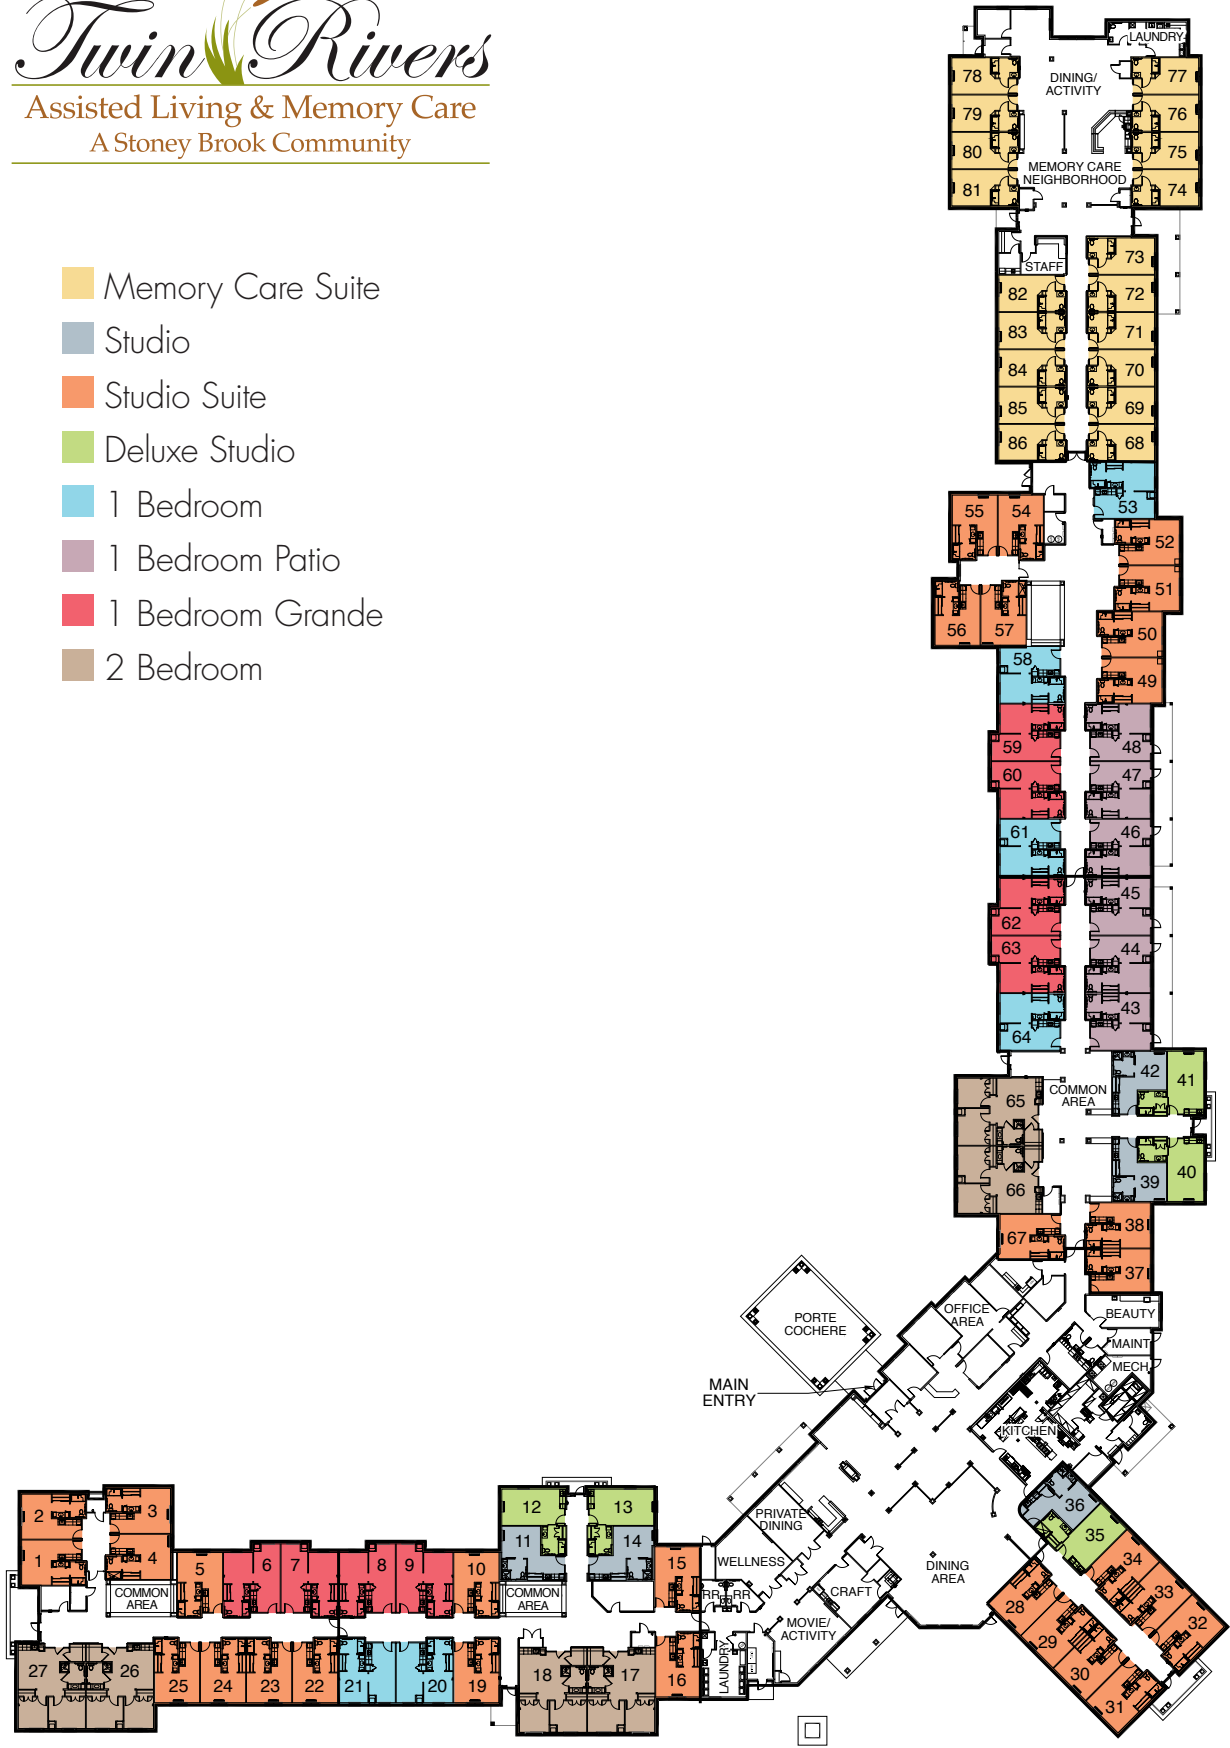 Twin Rivers
Assisted Living & Memory Care
A Stoney Brook Community
Memory Care Suite
Studio
Studio Suite
Deluxe Studio
1 Bedroom
1 Bedroom Patio
1 Bedroom Grande
2 Bedroom
LAUNDRY
78
DINING/
ACTIVITY
77
79
76
80
75
MEMORY CARE
NEIGHBORHOOD
81
74
73
STAFF
82
72
83
71
84
70
85
69
86
68
53
55
54
52
51
56
57
50
58
49
59
48
60
47
61
46
62
45
63
44
43
64
42
41
COMMON
AREA
65
66
39
40
67
38
37
OFFICE
AREA
BEAUTY
PORTE
COCHERE
MAINT
MECH
MAIN
ENTRY
KITCHEN
36
35
34
33
32
28
29
30
31
PRIVATE
DINING
WELLNESS
DINING
AREA
CRAFT
RR
RR
MOVIE/
ACTIVITY
LAUNDRY
2
3
1
4
COMMON
AREA
5
6
7
8
9
10
12
13
11
14
COMMON
AREA
15
27
26
25
24
23
22
21
20
19
18
17
16